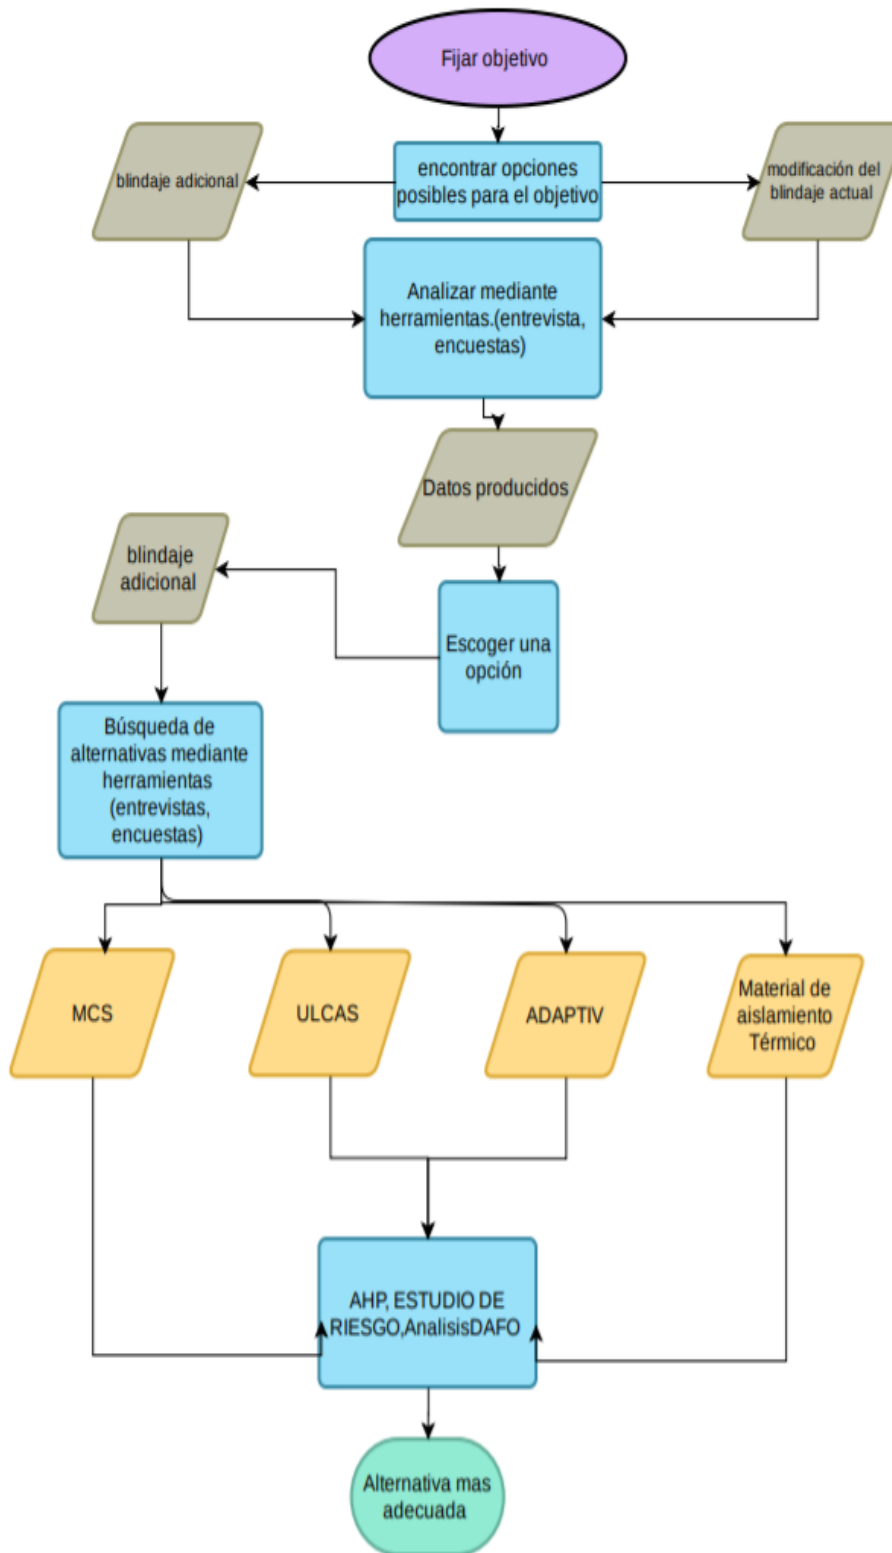 Fijar objetivo
blindaje adicional
encontrar opciones
posibles para el objetivo
modificación del
blindaje actual
Analizar mediante
herramientas.(entrevista,
encuestas)
Datos producidos
blindaje
adicional
Escoger una
opción
Búsqueda de
alternativas mediante
herramientas
(entrevistas,
encuestas)
MCS
ULCAS
ADAPTIV
Material de
aislamiento
Térmico
AHP, ESTUDIO DE
RIESGO,AnalisisDAFO
Alternativa mas
adecuada